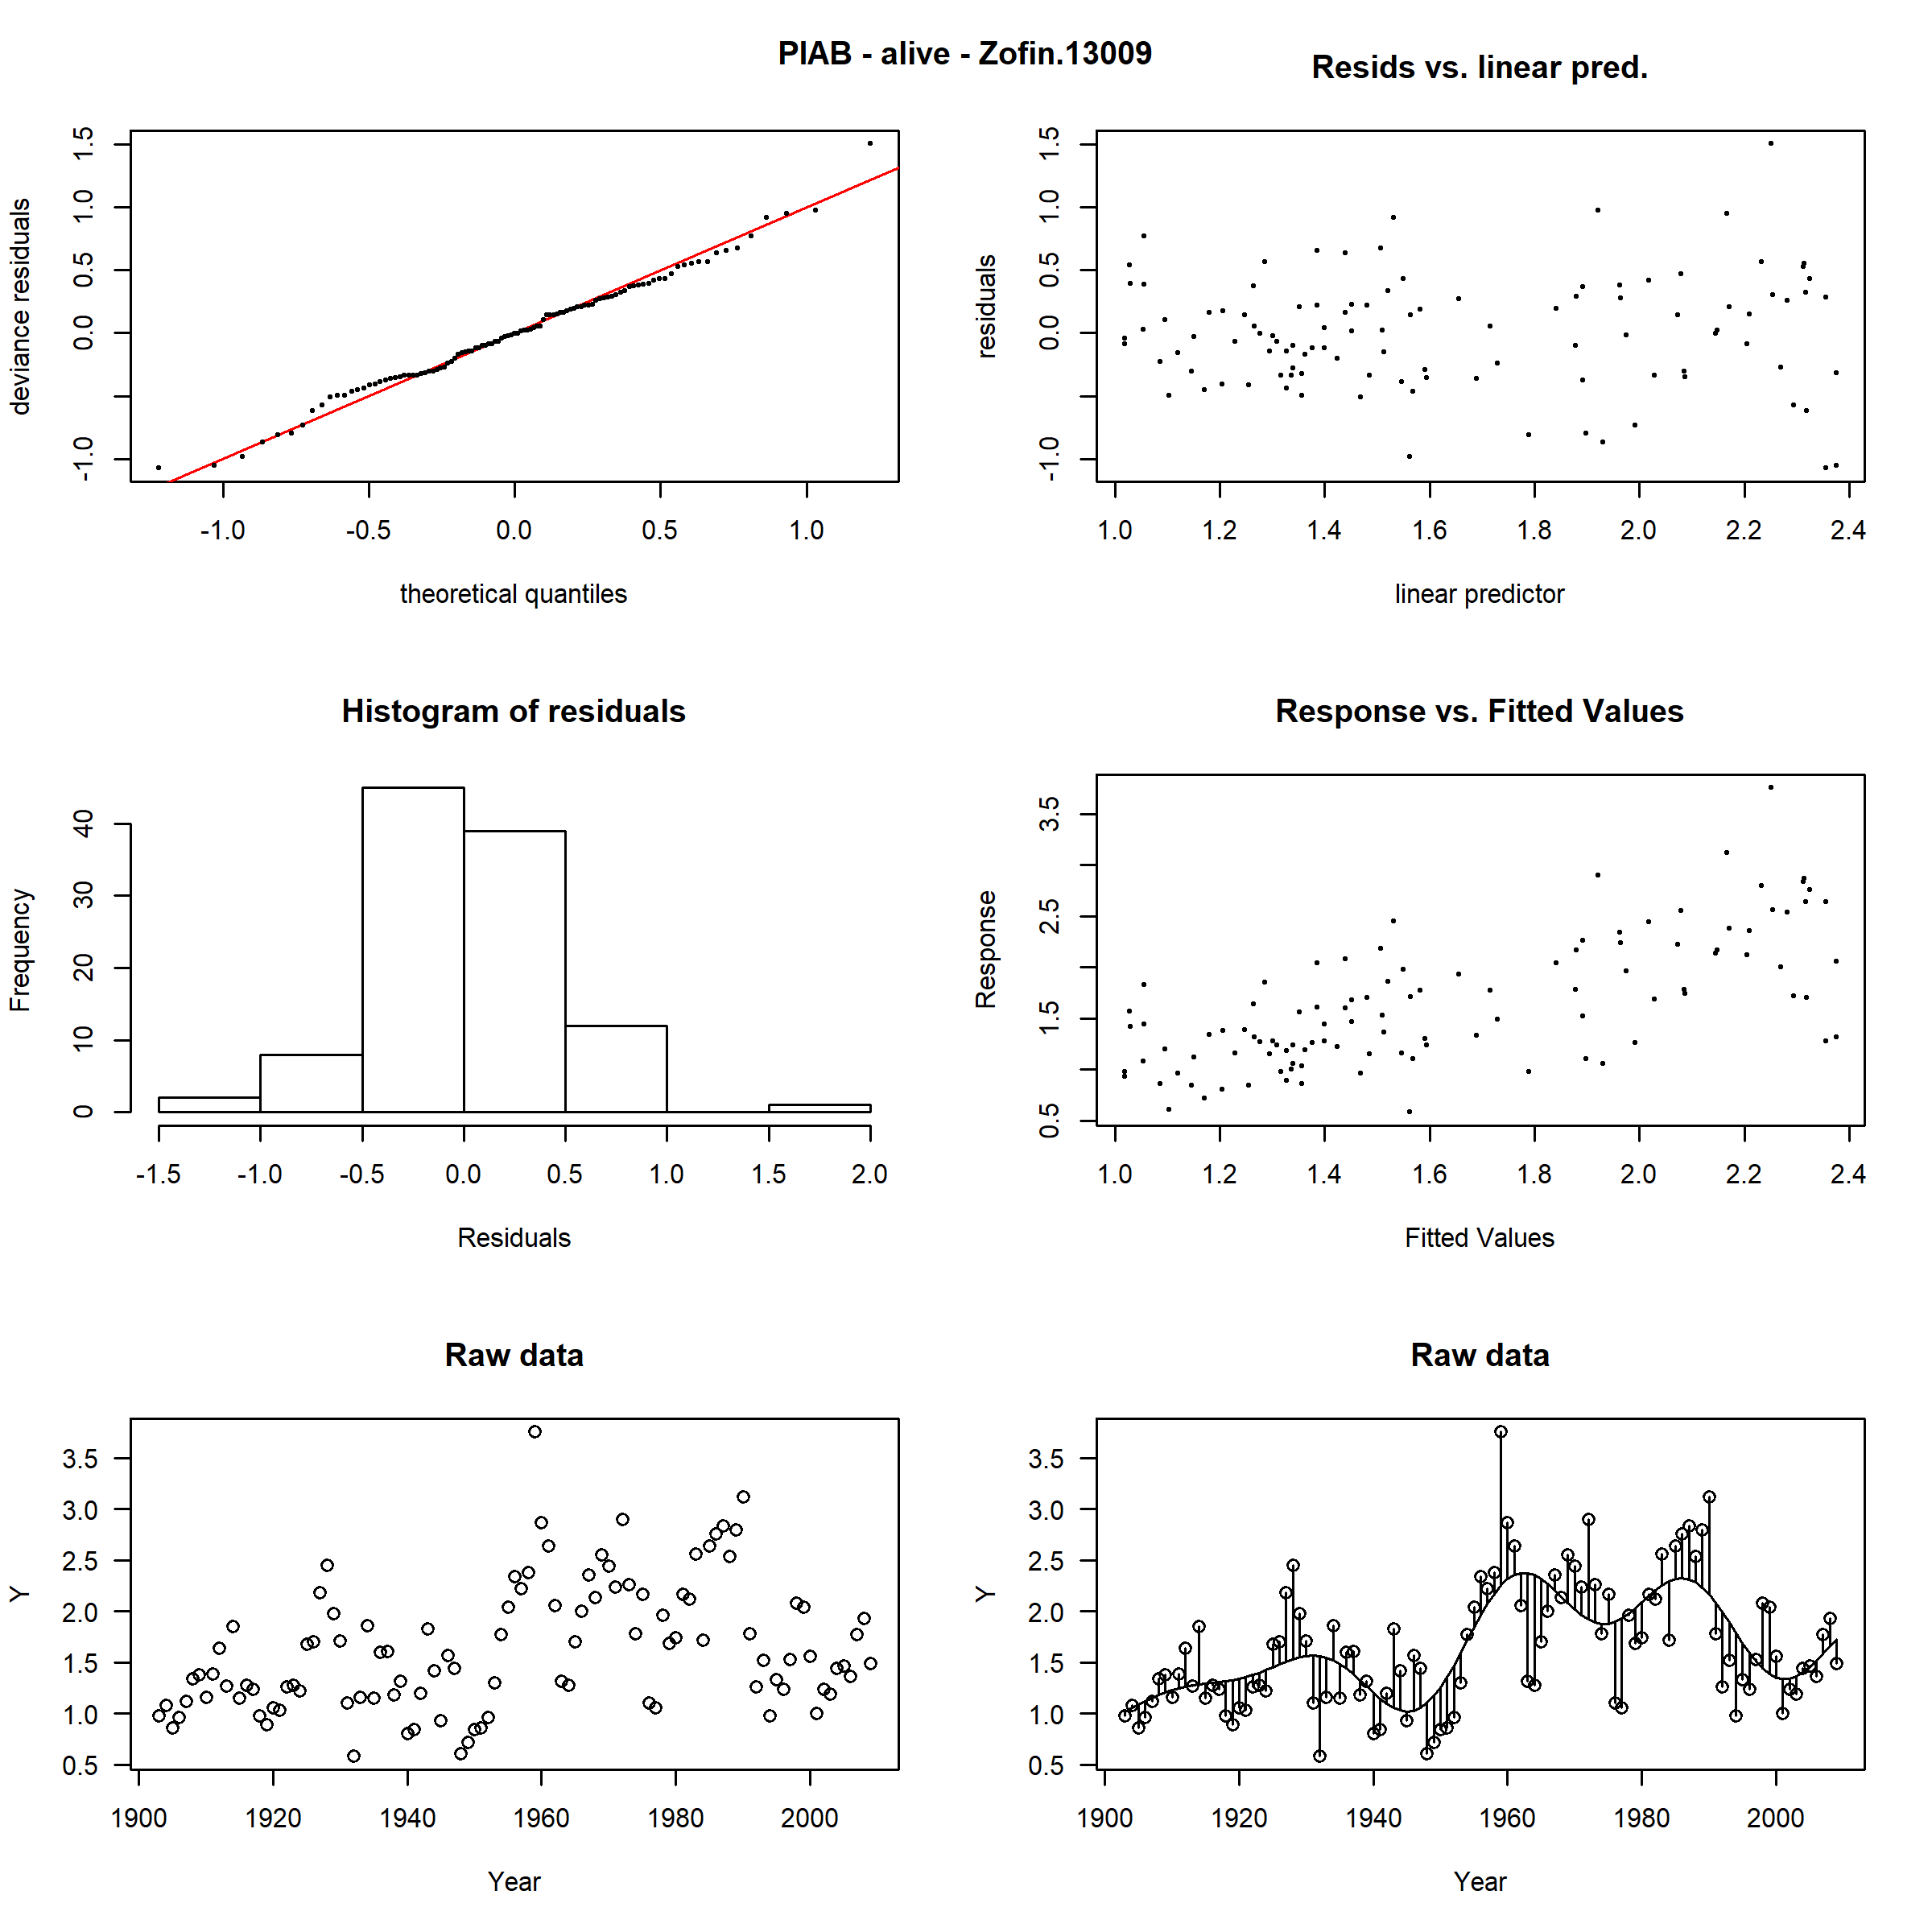 PIAB - alive - Zofin.13009
Resids vs. linear pred.
deviance residuals
-1.0 0.0 0.5 1.0 1.5
-1.0 -0.5 0.0 0.5 1.0
theoretical quantiles
residuals
-1.0 0.0 0.5 1.0 1.5
1.0 1.2 1.4 1.6 1.8 2.0 2.2 2.4
linear predictor
Histogram of residuals
Frequency
0 10 20 30 40
-1.5 -1.0 -0.5 0.0 0.5 1.0 1.5 2.0
Residuals
Response vs. Fitted Values
Response
0.5 1.5 2.5 3.5
1.0 1.2 1.4 1.6 1.8 2.0 2.2 2.4
Fitted Values
Raw data
Y
3.5
3.0
2.5
2.0
1.5
1.0
0.5
1900 1920 1940 1960 1980 2000
Year
Raw data
Y
3.5
3.0
2.5
2.0
1.5
1.0
0.5
1900 1920 1940 1960 1980 2000
Year